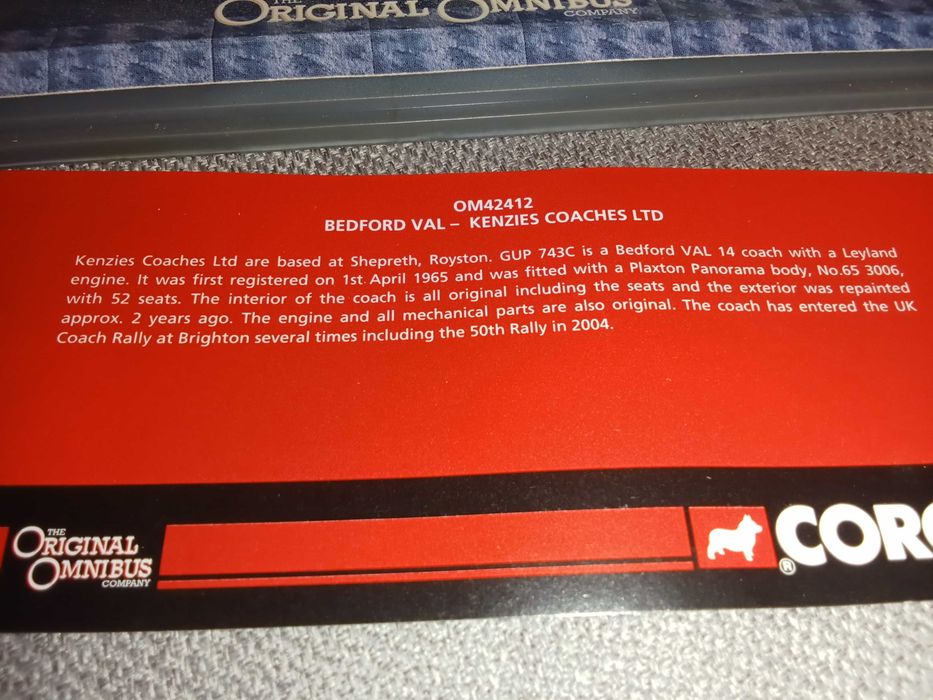 THE
ORIGINAL OMNIBUS
COMPANY
OM42412
BEDFORD VAL – KENZIES COACHES LTD
Kenzies Coaches Ltd are based at Shepreth, Royston. GUP 743C is a Bedford VAL 14 coach with a Leyland
engine. It was first registered on 1st April 1965 and was fitted with a Plaxton Panorama body, No.65 3006,
with 52 seats. The interior of the coach is all original including the seats and the exterior was repainted
approx. 2 years ago. The engine and all mechanical parts are also original. The coach has entered the UK
Coach Rally at Brighton several times including the 50th Rally in 2004.
THE
ORIGINAL
OMNIBUS
COMPANY
® CORG